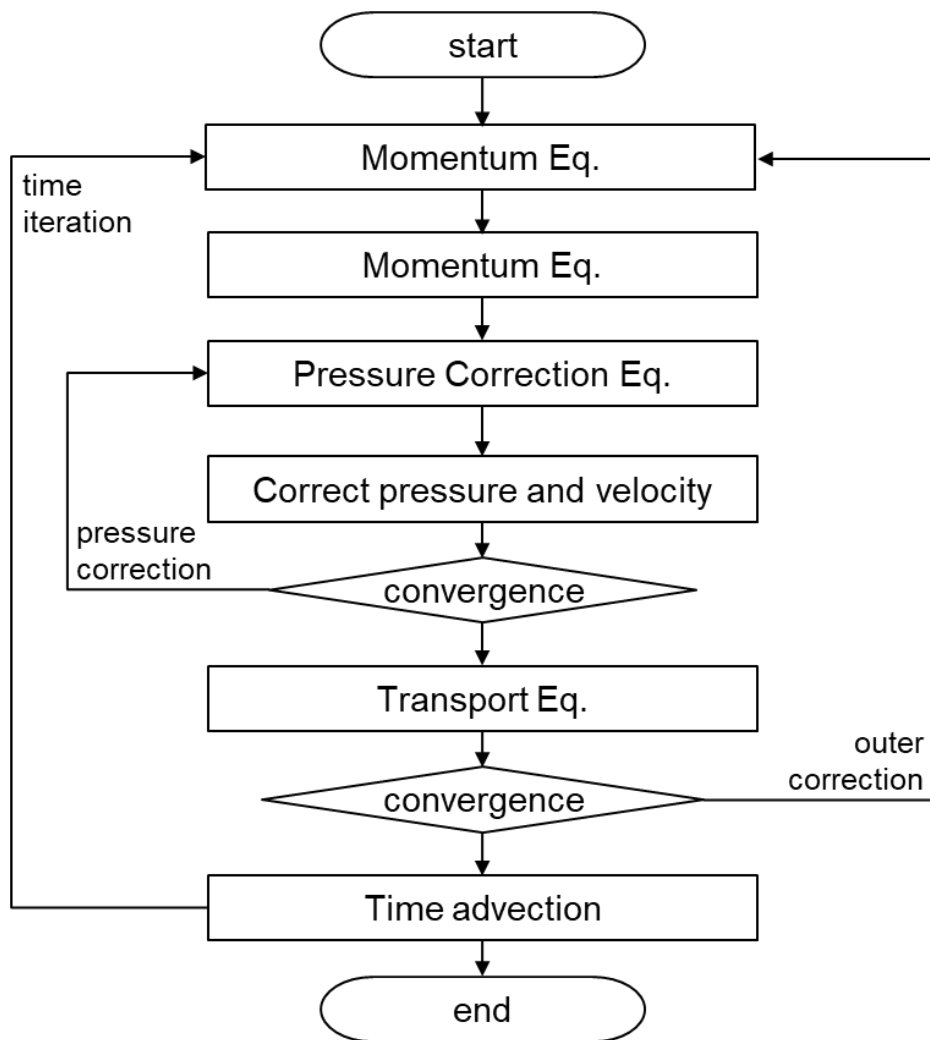 start
Momentum Eq.
time
iteration
Momentum Eq.
Pressure Correction Eq.
Correct pressure and velocity
pressure
correction
convergence
Transport Eq.
outer
correction
convergence
Time advection
end